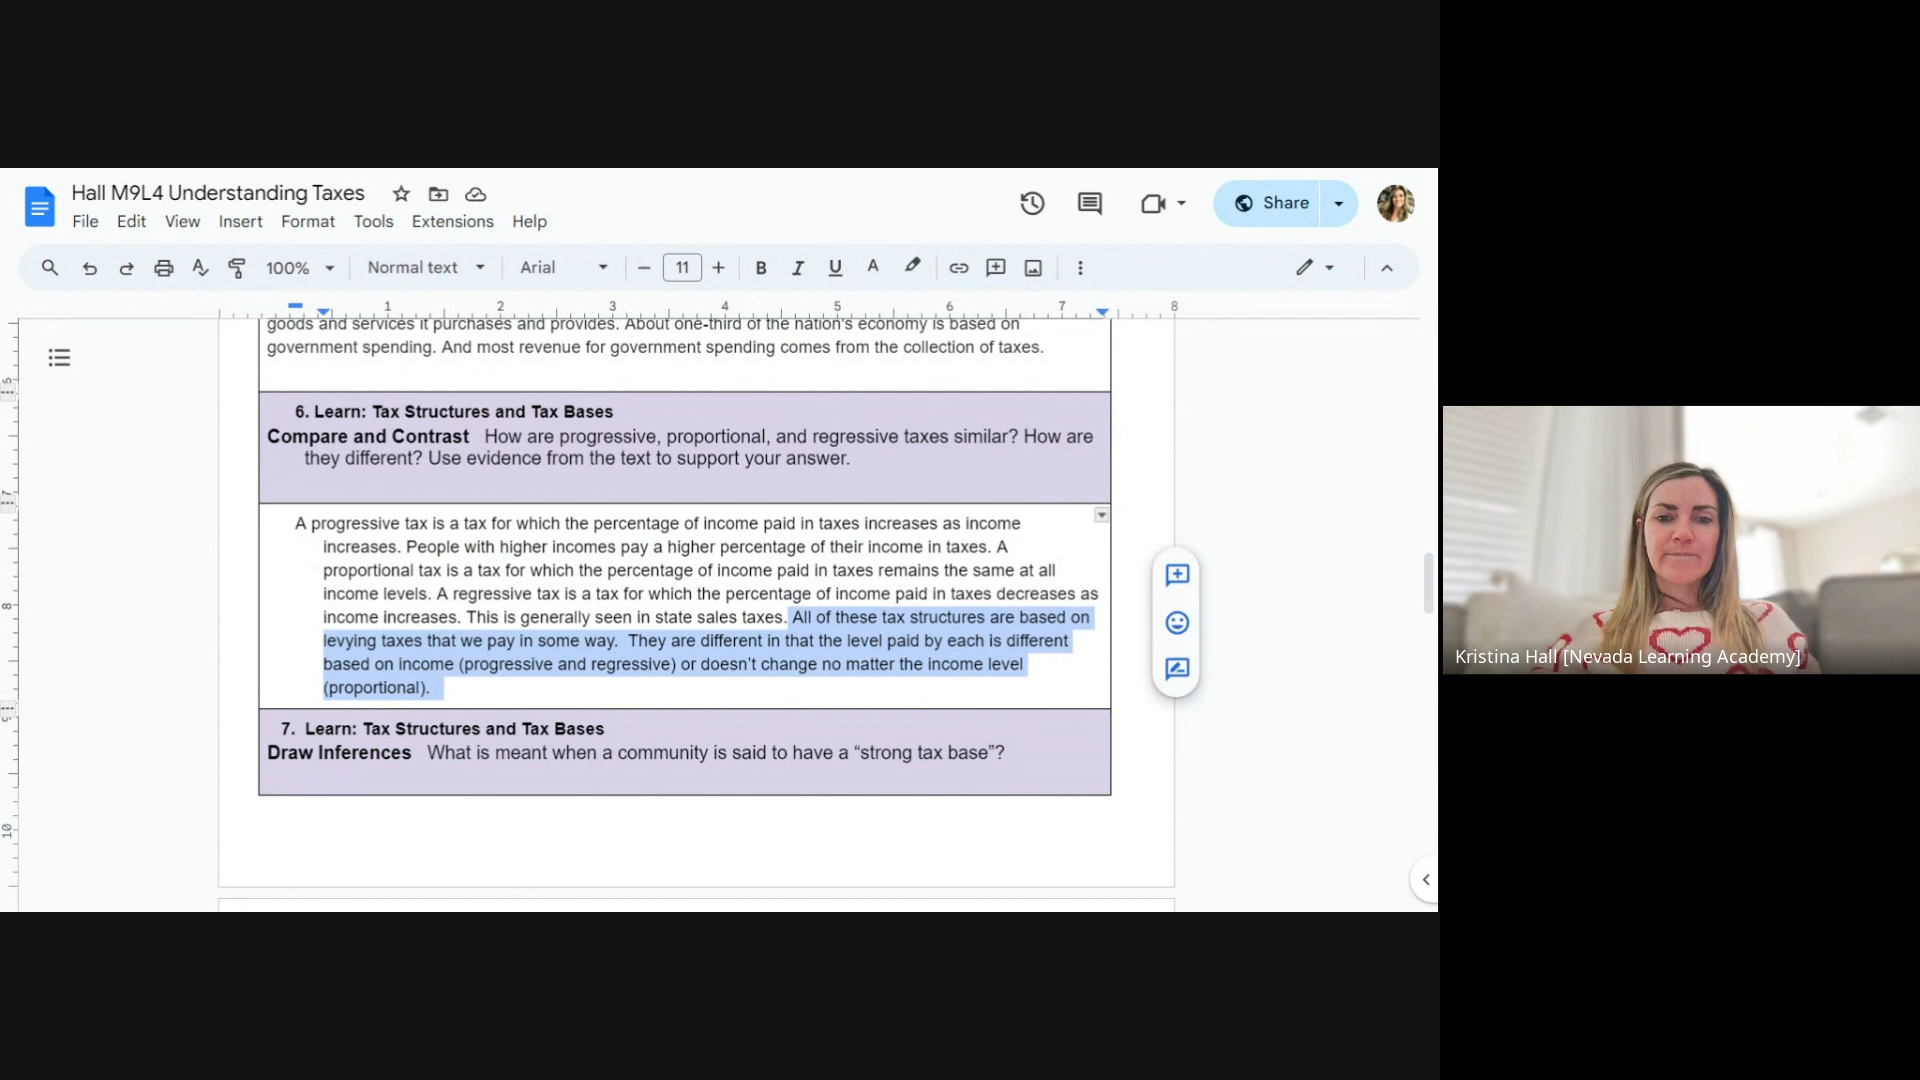 Hall M9L4 Understanding Taxes
File Edit View Insert Format Tools Extensions Help
Share
100% Normal text Arial 11
1 2 3 4 5 6 7 8
goods and services it purchases and provides. About one-third of the nation's economy is based on
government spending. And most revenue for government spending comes from the collection of taxes.
6. Learn: Tax Structures and Tax Bases
Compare and Contrast How are progressive, proportional, and regressive taxes similar? How are
they different? Use evidence from the text to support your answer.
A progressive tax is a tax for which the percentage of income paid in taxes increases as income
increases. People with higher incomes pay a higher percentage of their income in taxes. A
proportional tax is a tax for which the percentage of income paid in taxes remains the same at all
income levels. A regressive tax is a tax for which the percentage of income paid in taxes decreases as
income increases. This is generally seen in state sales taxes. All of these tax structures are based on
levying taxes that we pay in some way. They are different in that the level paid by each is different
based on income (progressive and regressive) or doesn't change no matter the income level
(proportional).
7. Learn: Tax Structures and Tax Bases
Draw Inferences What is meant when a community is said to have a “strong tax base”?
8
10
Kristina Hall [Nevada Learning Academy]